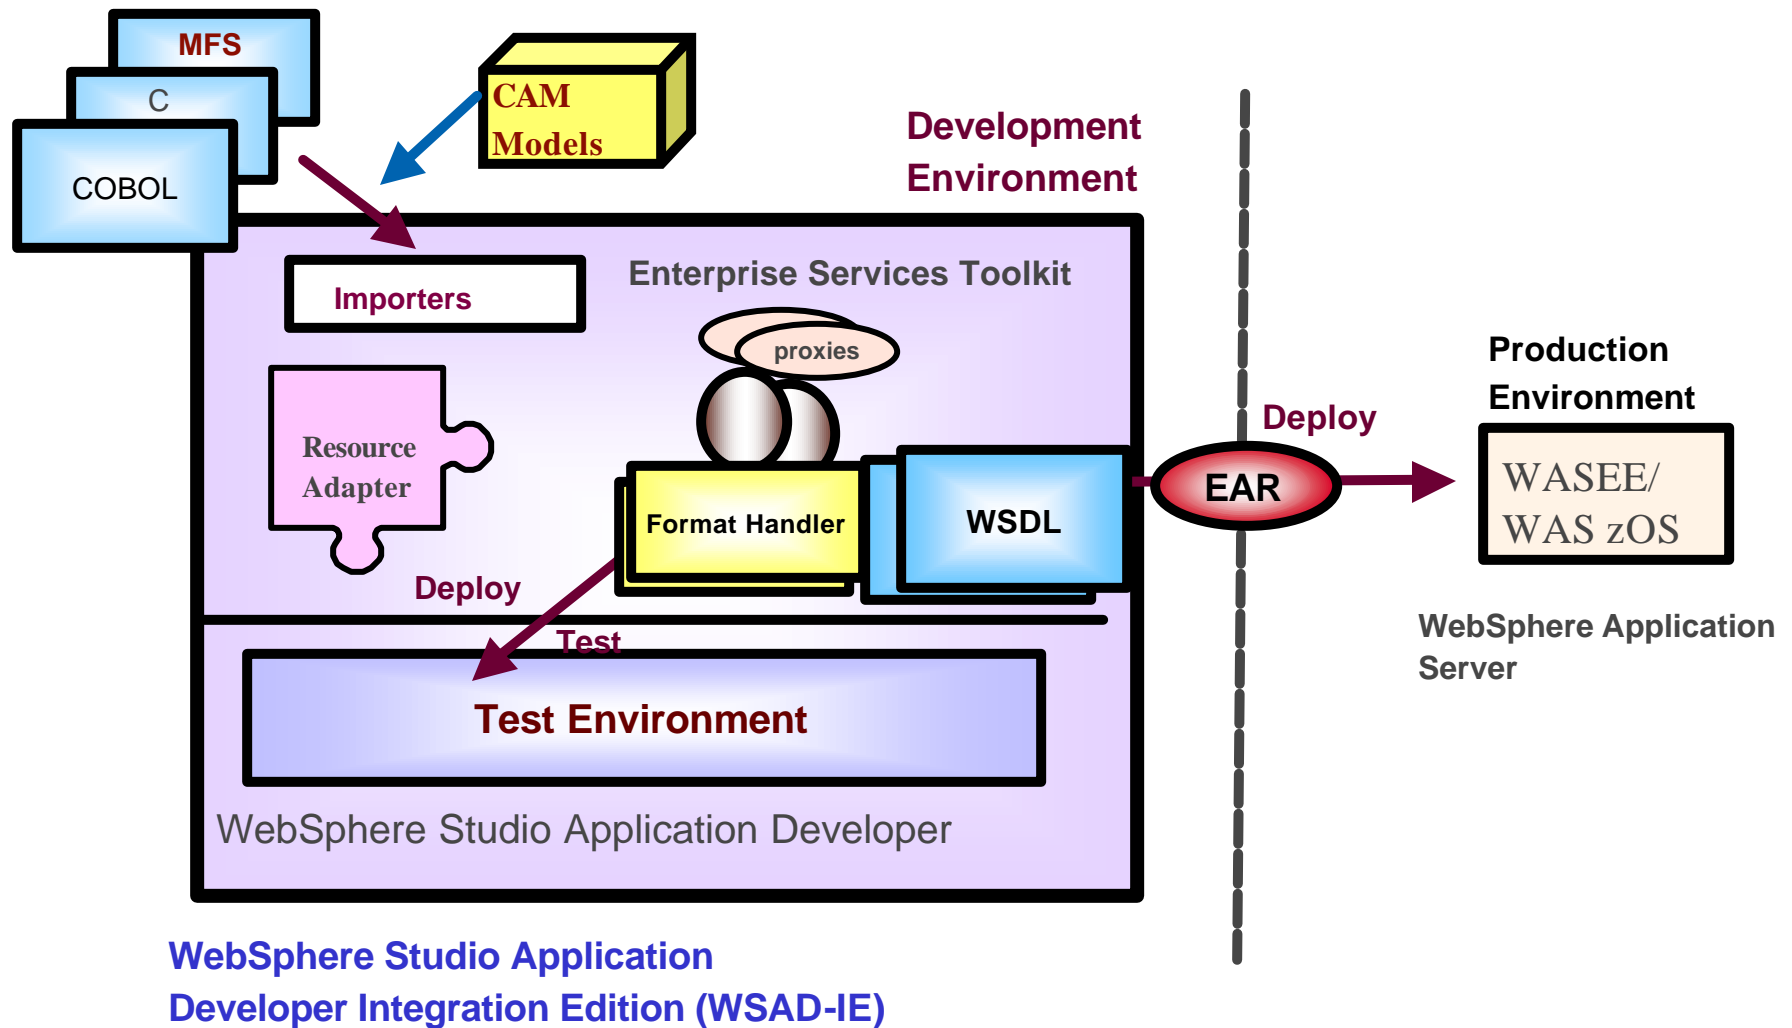 MFS
C
COBOL
CAM
Models
Development
Environment
Importers
Enterprise Services Toolkit
proxies
Resource
Adapter
Format Handler
WSDL
Deploy
Test
Test Environment
WebSphere Studio Application Developer
EAR
Deploy
Production
Environment
WASEE/
WAS zOS
WebSphere Application
Server
WebSphere Studio Application
Developer Integration Edition (WSAD-IE)